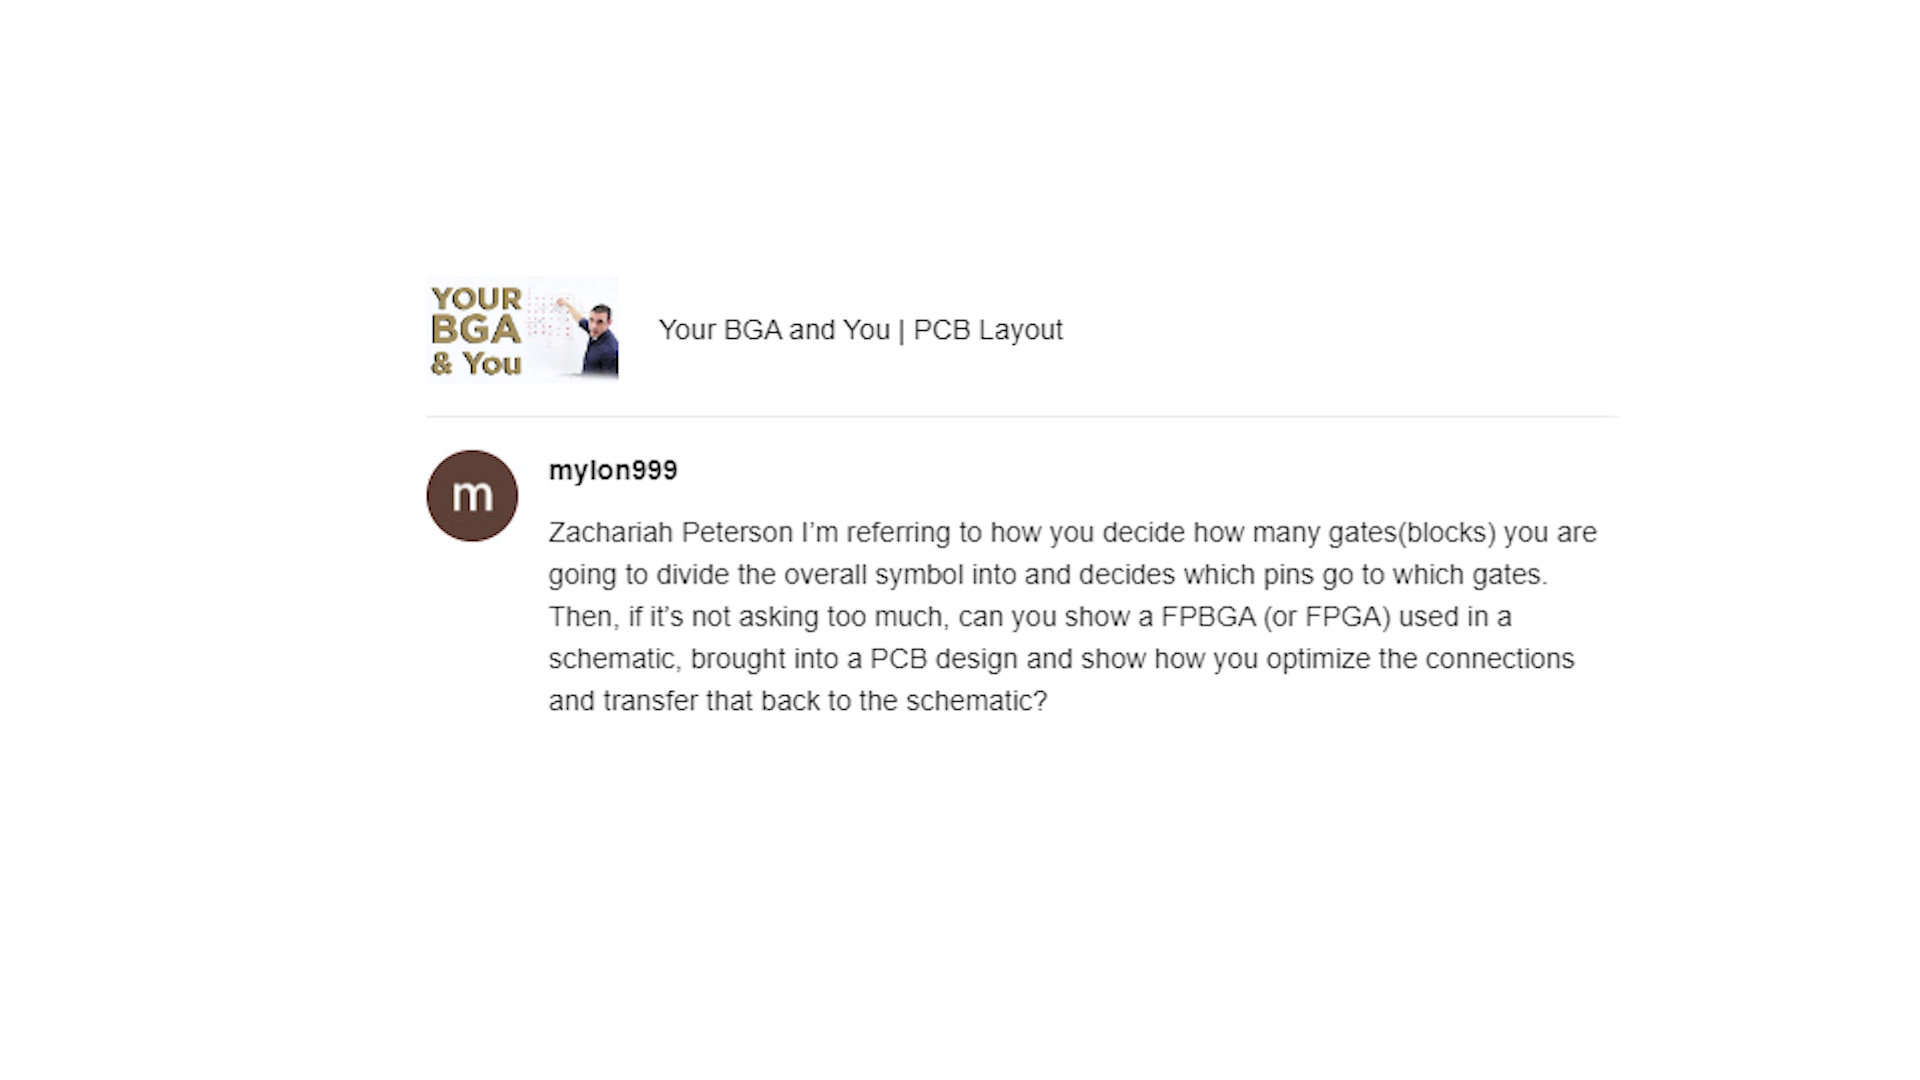 YOUR
BGA
& You
Your BGA and You | PCB Layout
m
mylon999
Zachariah Peterson I’m referring to how you decide how many gates(blocks) you are
going to divide the overall symbol into and decides which pins go to which gates.
Then, if it’s not asking too much, can you show a FPBGA (or FPGA) used in a
schematic, brought into a PCB design and show how you optimize the connections
and transfer that back to the schematic?